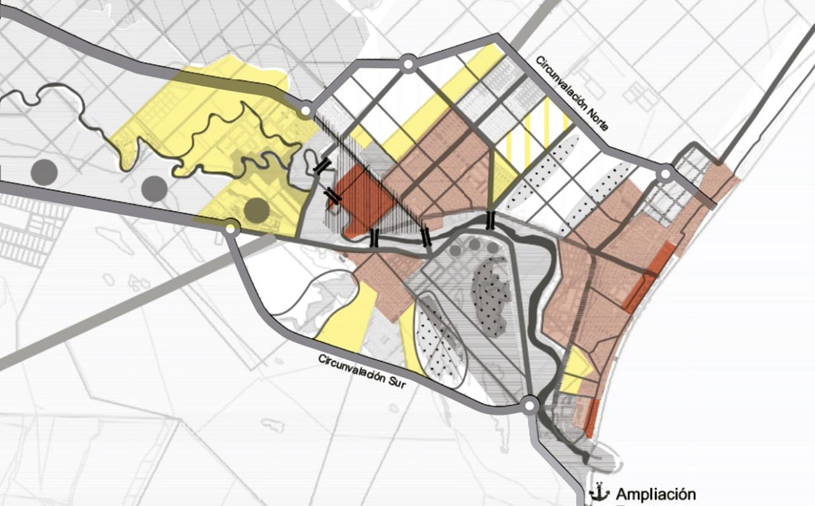 Circunvalación Norte
Circunvalación Sur
Ampliación